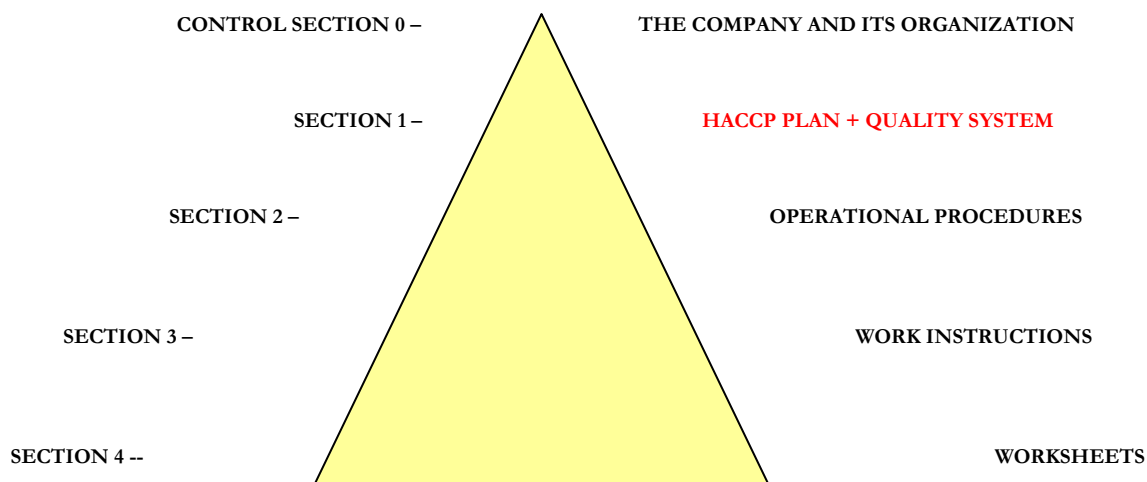 CONTROL SECTION 0 – THE COMPANY AND ITS ORGANIZATION
SECTION 1 – HACCP PLAN + QUALITY SYSTEM
SECTION 2 – OPERATIONAL PROCEDURES
SECTION 3 – WORK INSTRUCTIONS
SECTION 4 -- WORKSHEETS